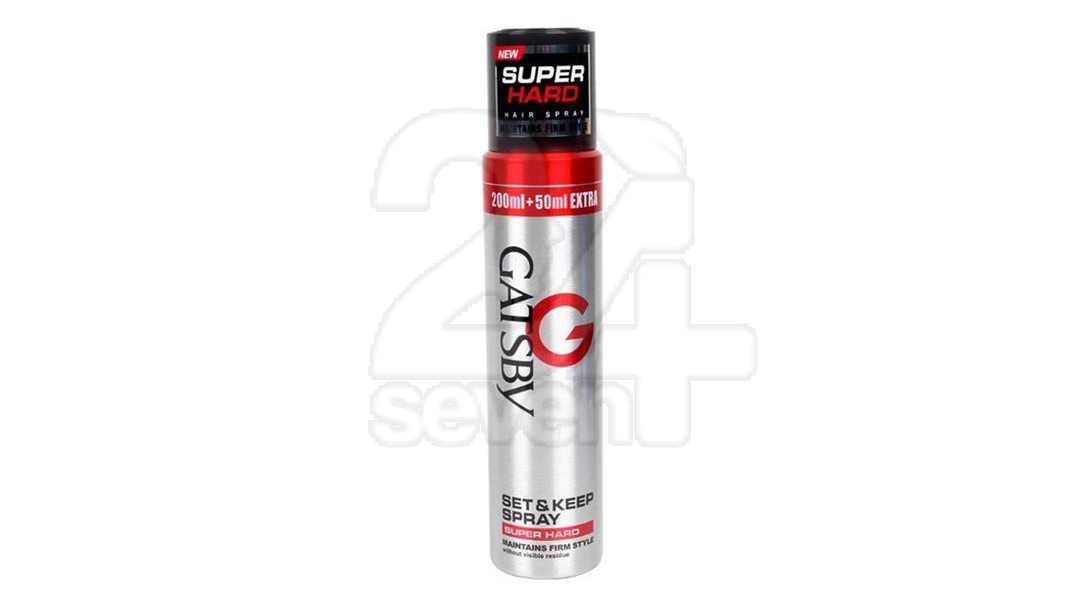 NEW
SUPER
HARD
HAIR SPRAY
MAINTAINS FIRM STYLE
200ml+50ml EXTRA
GATSBY
G
SET & KEEP
SPRAY
SUPER HARD
MAINTAINS FIRM STYLE
without visible residue
24
seven